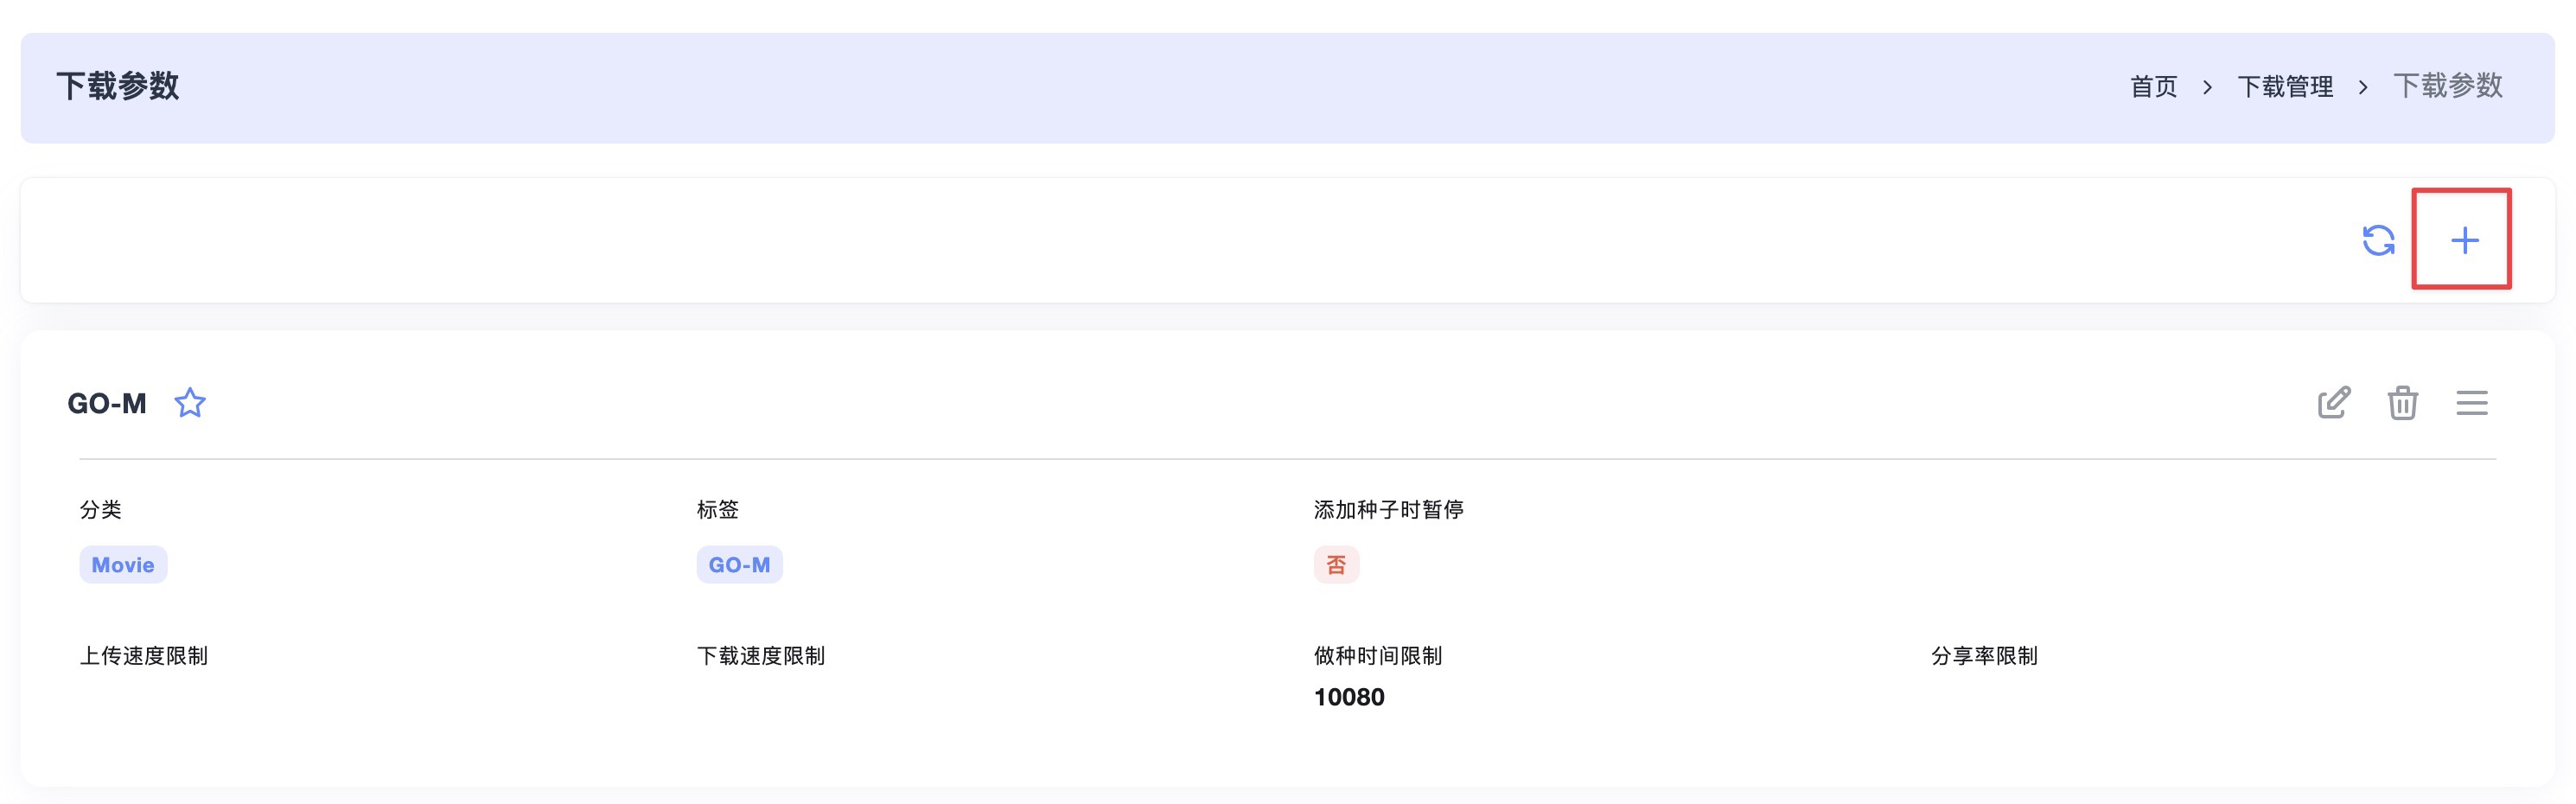 下载参数
首页 > 下载管理 > 下载参数
GO-M
分类 标签 添加种子时暂停
Movie GO-M 否
上传速度限制 下载速度限制 做种时间限制 分享率限制
10080